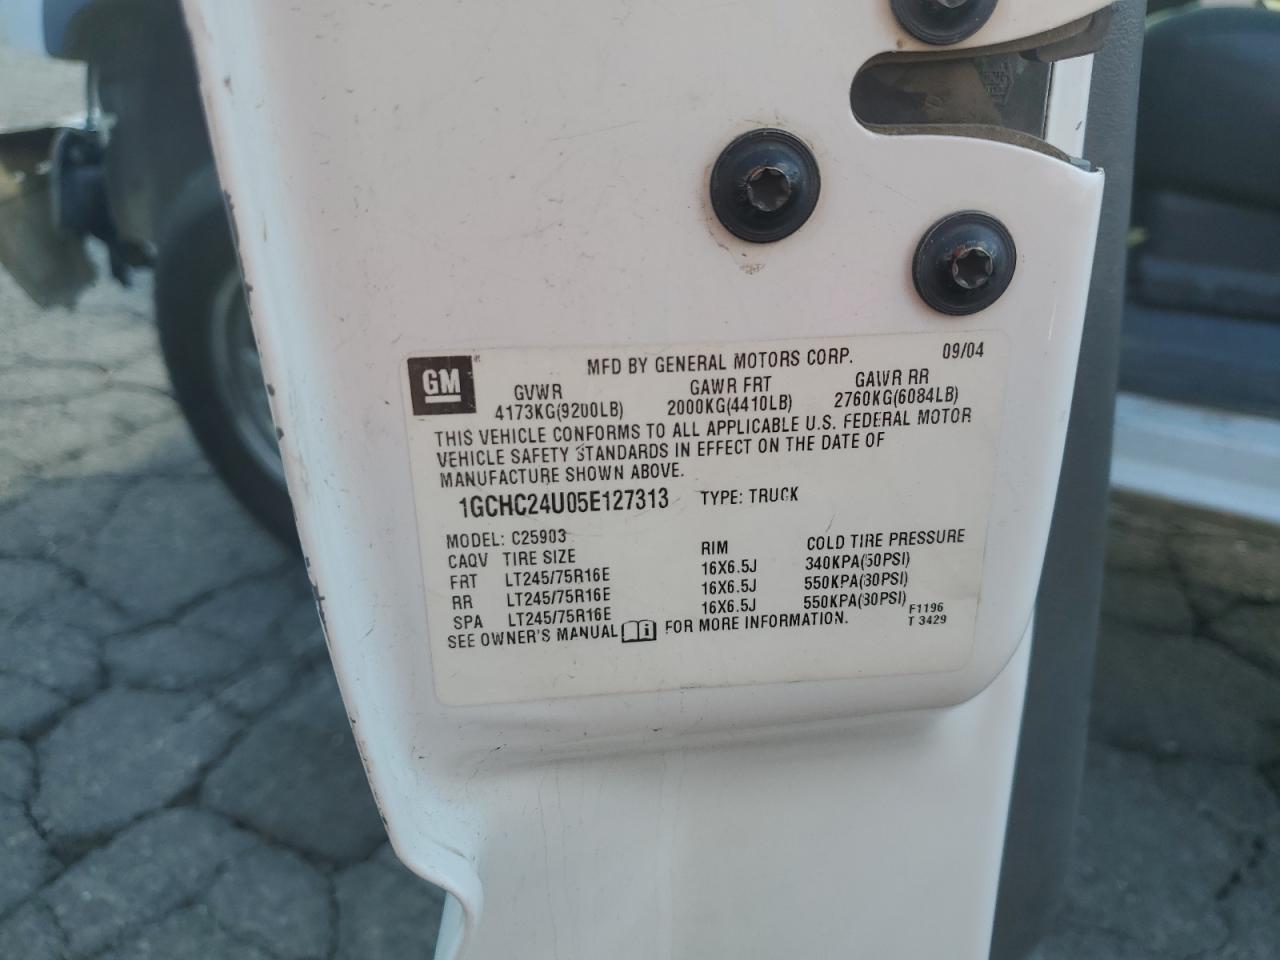 GM
MFD BY GENERAL MOTORS CORP. 09/04
GVWR GAWR FRT GAWR RR
4173KG(9200LB) 2000KG(4410LB) 2760KG(6084LB)
THIS VEHICLE CONFORMS TO ALL APPLICABLE U.S. FEDERAL MOTOR
VEHICLE SAFETY STANDARDS IN EFFECT ON THE DATE OF
MANUFACTURE SHOWN ABOVE.
1GCHC24U05E127313 TYPE: TRUCK
MODEL: C25903
CAQV TIRE SIZE RIM COLD TIRE PRESSURE
FRT LT245/75R16E 16X6.5J 340KPA(50PSI)
RR LT245/75R16E 16X6.5J 550KPA(80PSI)
SPA LT245/75R16E 16X6.5J 550KPA(80PSI)
SEE OWNER'S MANUAL FOR MORE INFORMATION.
F1196
T 3429